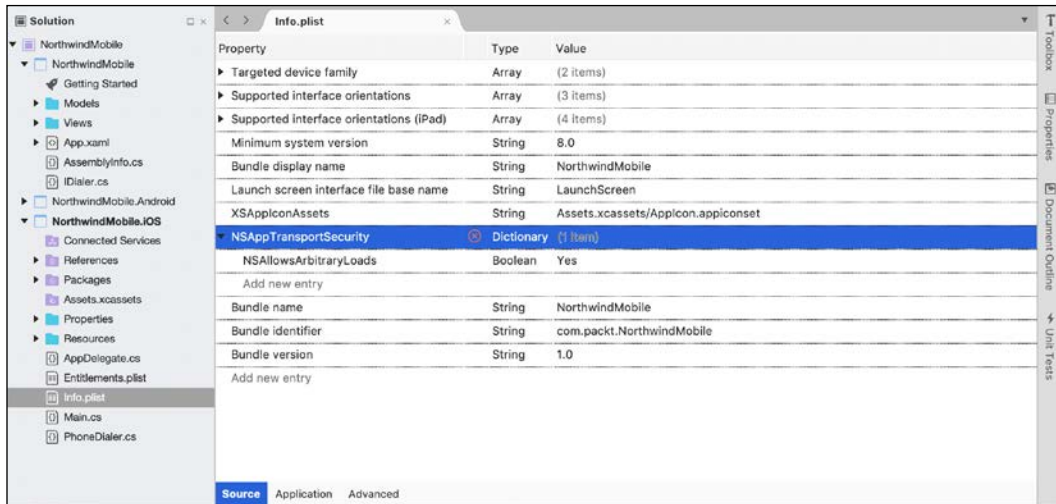 Solution
NorthwindMobile
NorthwindMobile
Getting Started
Models
Views
App.xaml
AssemblyInfo.cs
IDialer.cs
NorthwindMobile.Android
NorthwindMobile.iOS
Connected Services
References
Packages
Assets.xcassets
Properties
Resources
AppDelegate.cs
Entitlements.plist
Info.plist
Main.cs
PhoneDialer.cs
Info.plist
Property Type Value
Targeted device family Array (2 items)
Supported interface orientations Array (3 items)
Supported interface orientations (iPad) Array (4 items)
Minimum system version String 8.0
Bundle display name String NorthwindMobile
Launch screen interface file base name String LaunchScreen
XSAppIconAssets String Assets.xcassets/AppIcon.appiconset
NSAppTransportSecurity Dictionary (1 item)
NSAllowsArbitraryLoads Boolean Yes
Add new entry
Bundle name String NorthwindMobile
Bundle identifier String com.packt.NorthwindMobile
Bundle version String 1.0
Add new entry
Source Application Advanced
Toolbox
Properties
Document Outline
Unit Tests